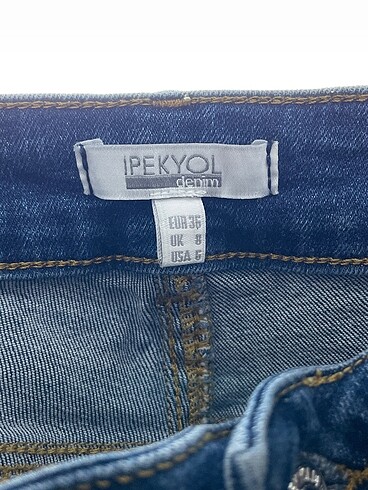 IPEKYOL
denim
EUR 36
UK 8
USA 6